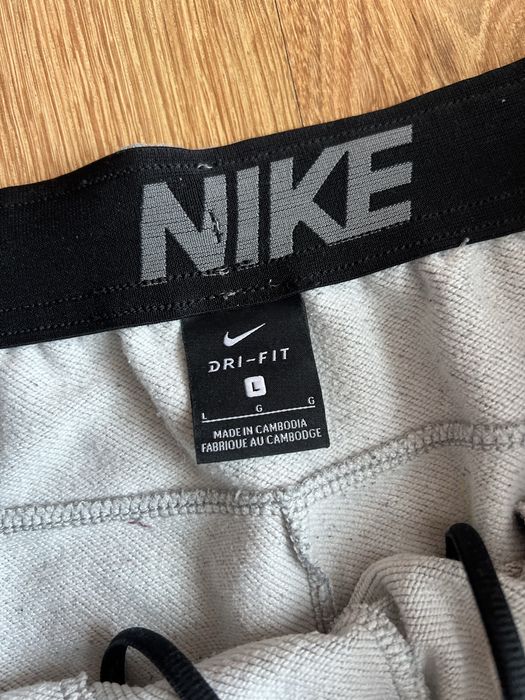 NIKE
DRI-FIT
L
L G G
MADE IN CAMBODIA
FABRIQUE AU CAMBODGE